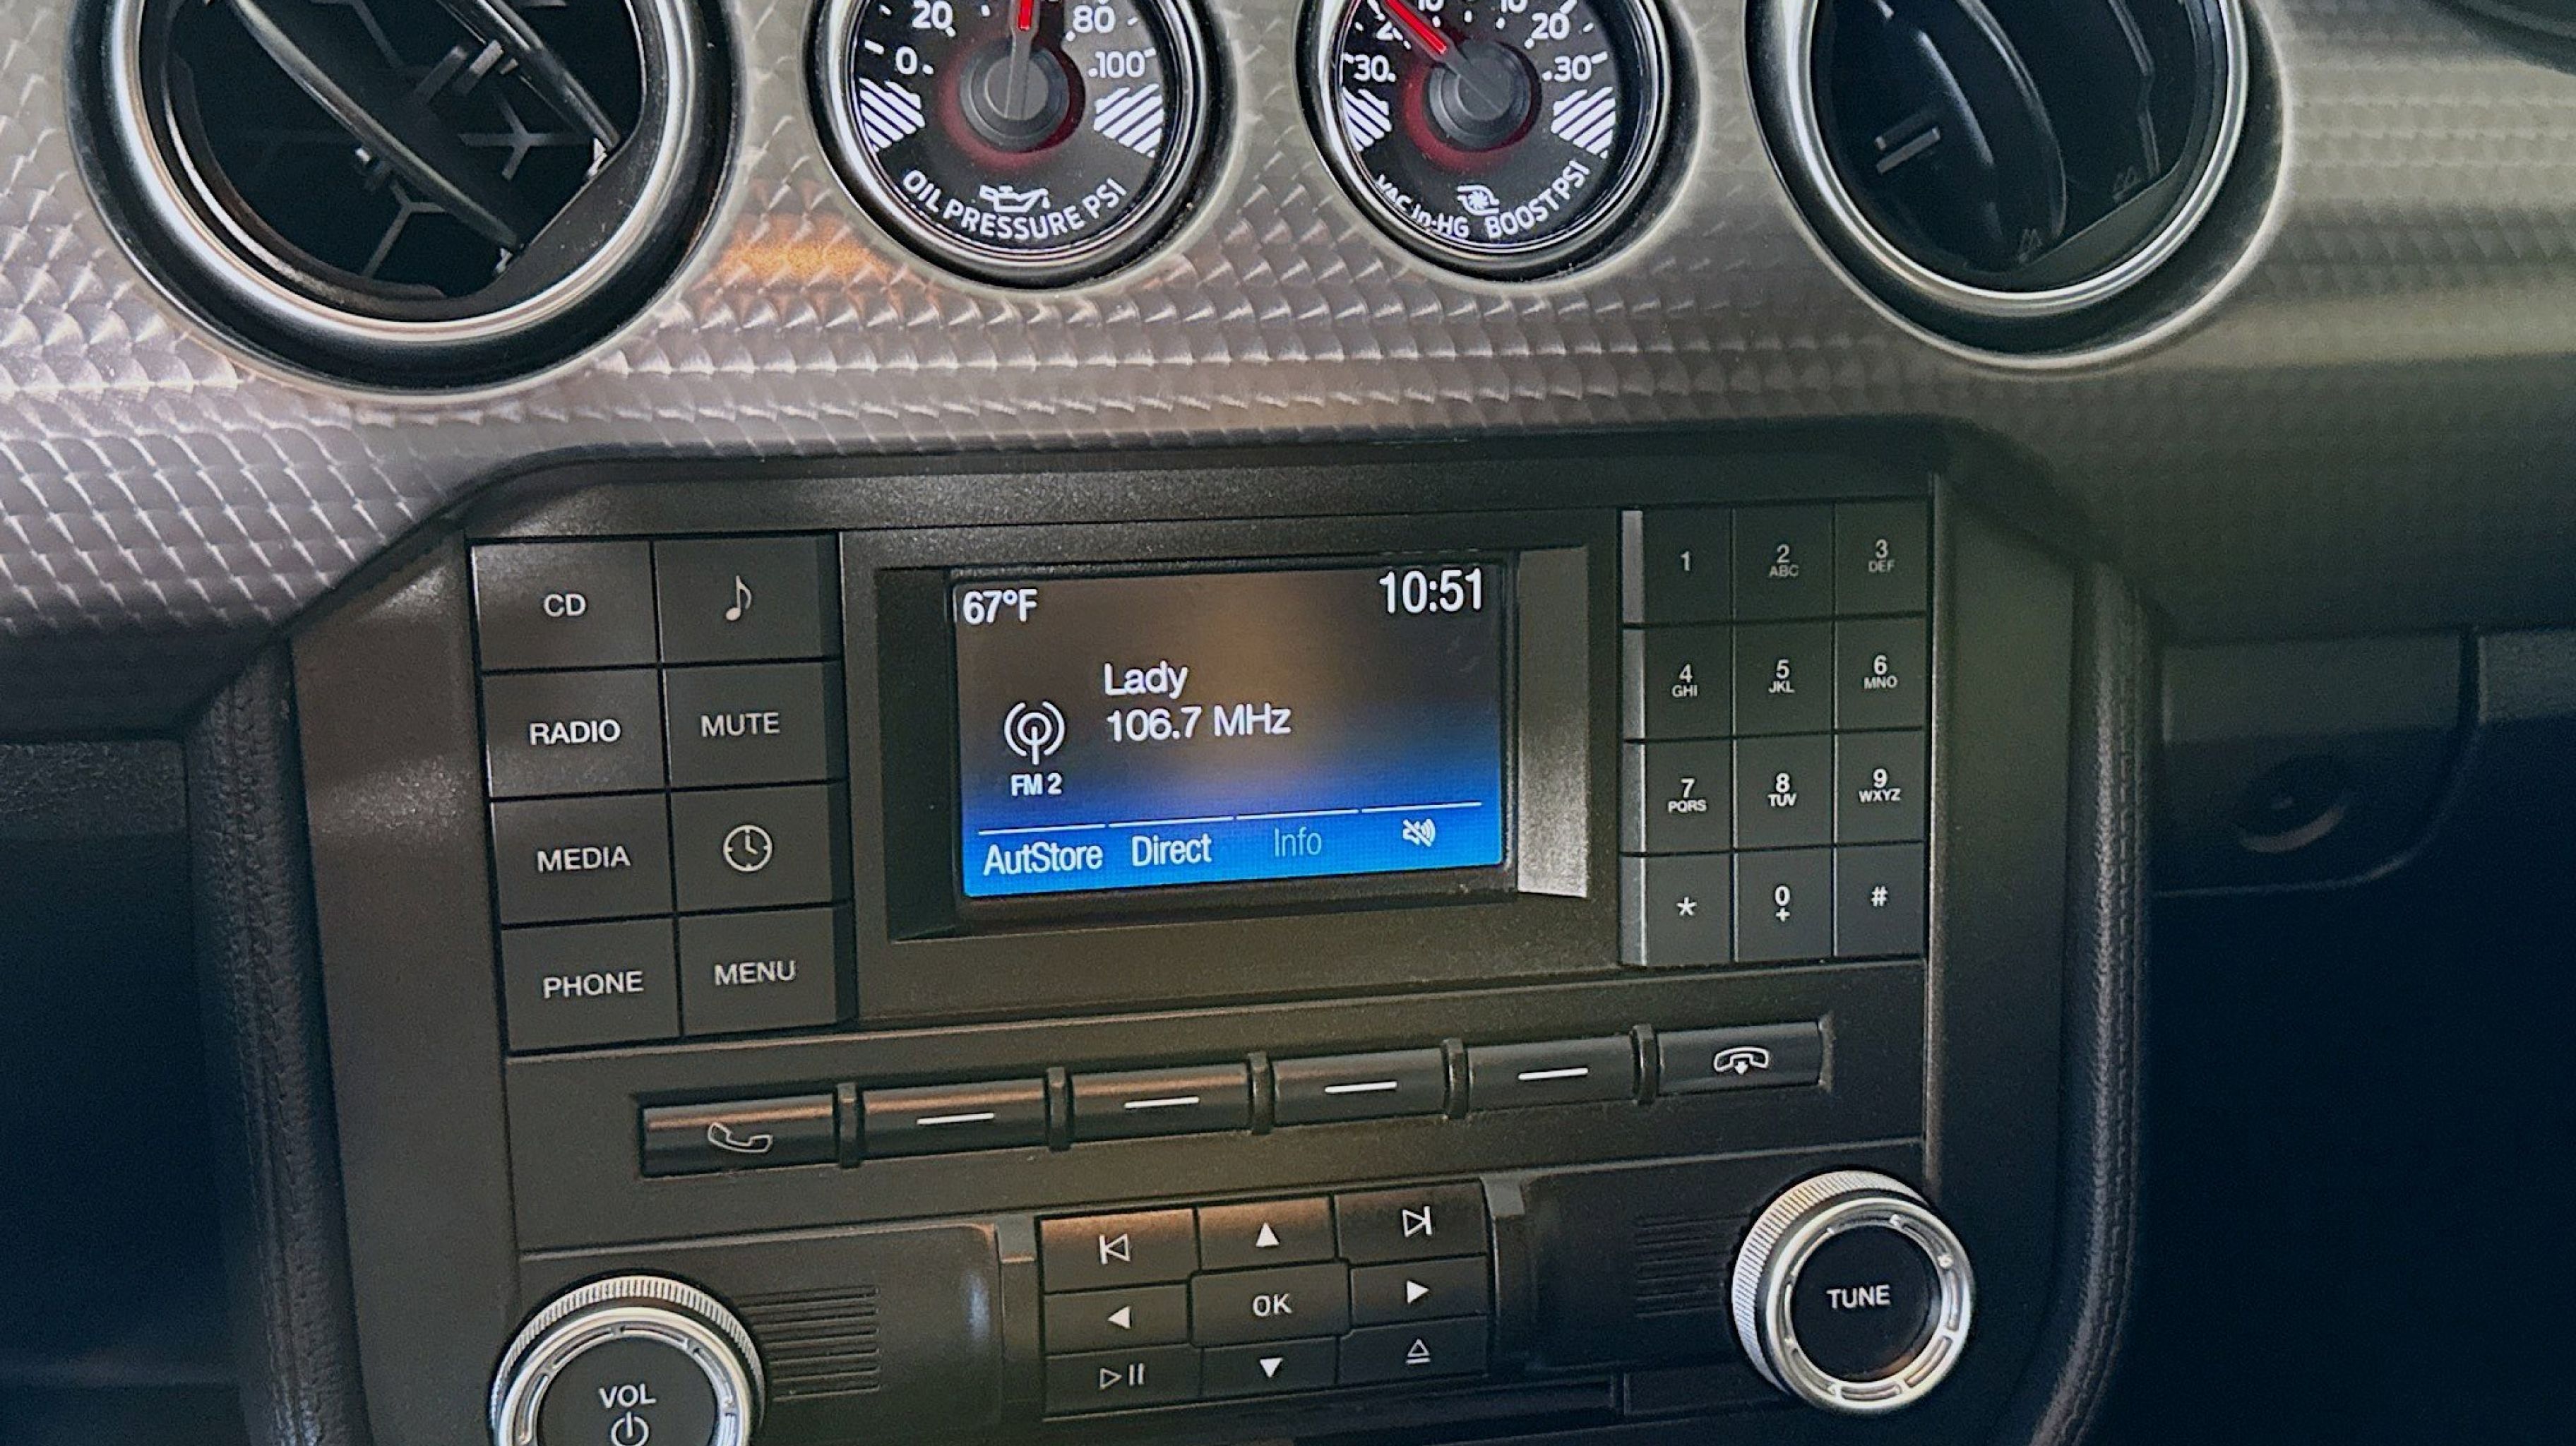 20
80
0
100
OIL PRESSURE PSI
10
10
20
30
30
VAC In-HG BOOST PSI
67°F
10:51
Lady
106.7 MHz
FM 2
AutStore Direct Info
CD
RADIO MUTE
MEDIA
PHONE MENU
1
2
ABC
3
DEF
4
GHI
5
JKL
6
MNO
7
PQRS
8
TUV
9
WXYZ
*
0
+
#
OK
VOL
TUNE